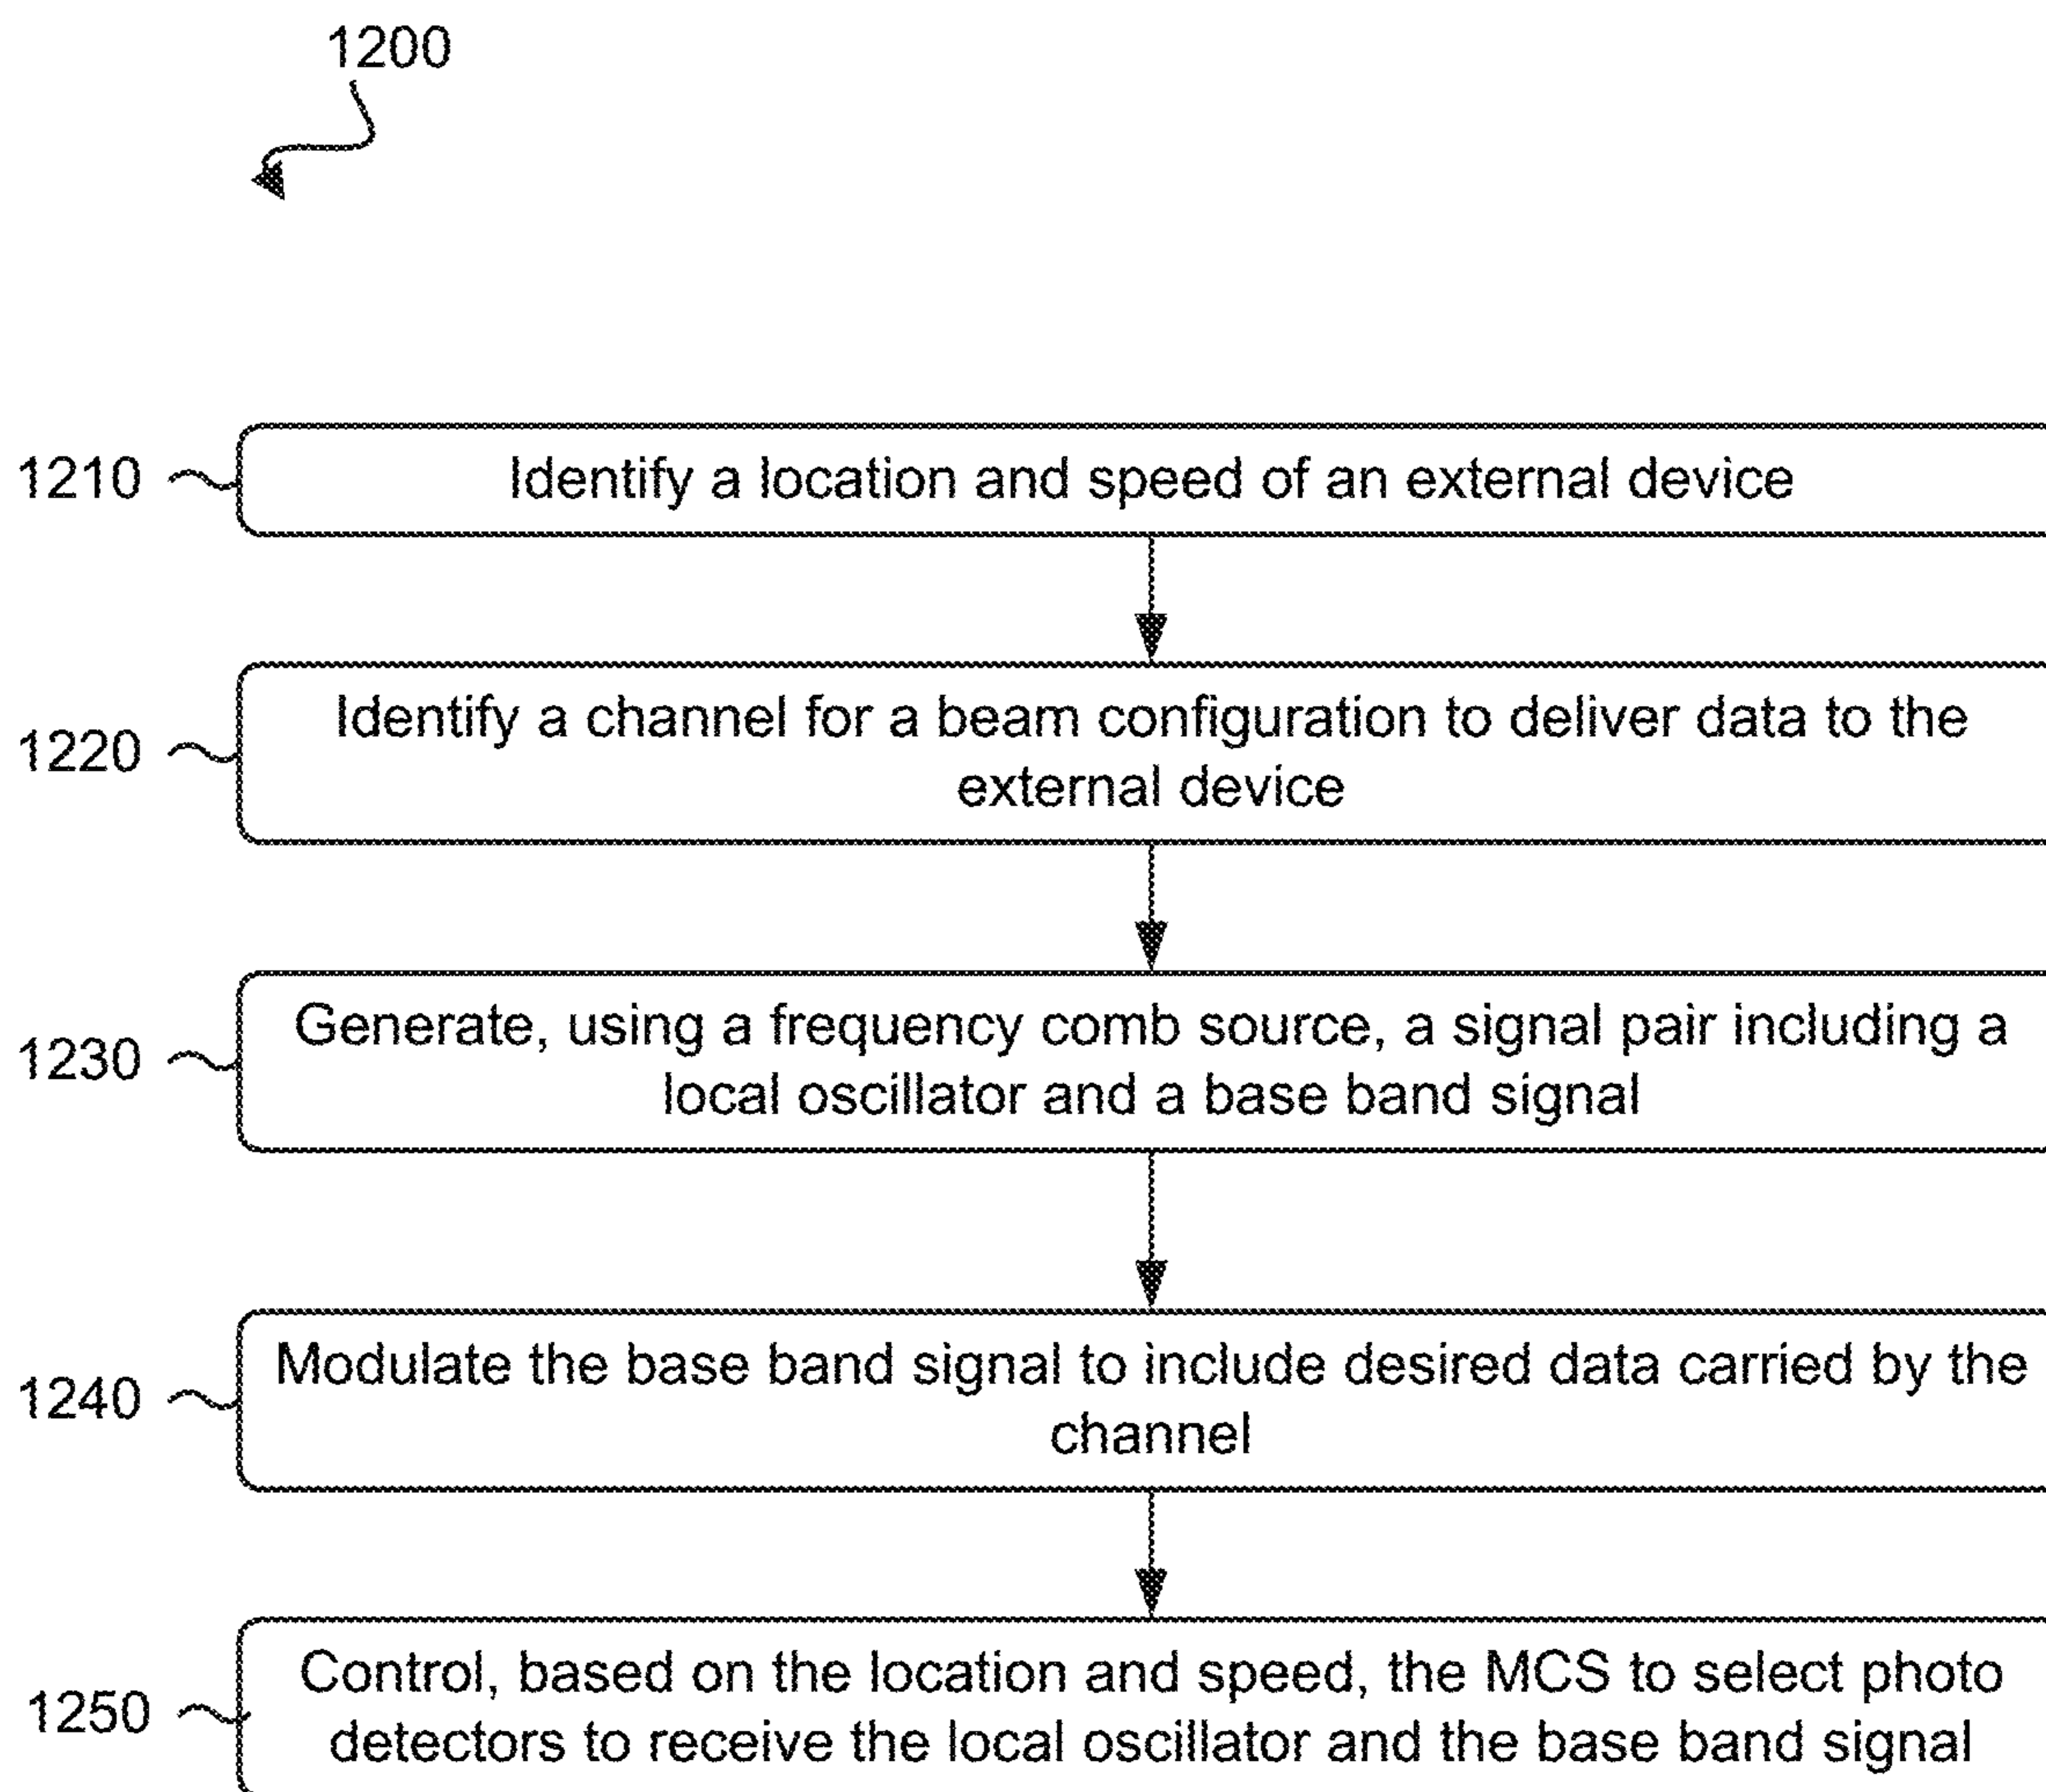 1200
1210
Identify a location and speed of an external device
1220
Identify a channel for a beam configuration to deliver data to the
external device
1230
Generate, using a frequency comb source, a signal pair including a
local oscillator and a base band signal
1240
Modulate the base band signal to include desired data carried by the
channel
1250
Control, based on the location and speed, the MCS to select photo
detectors to receive the local oscillator and the base band signal